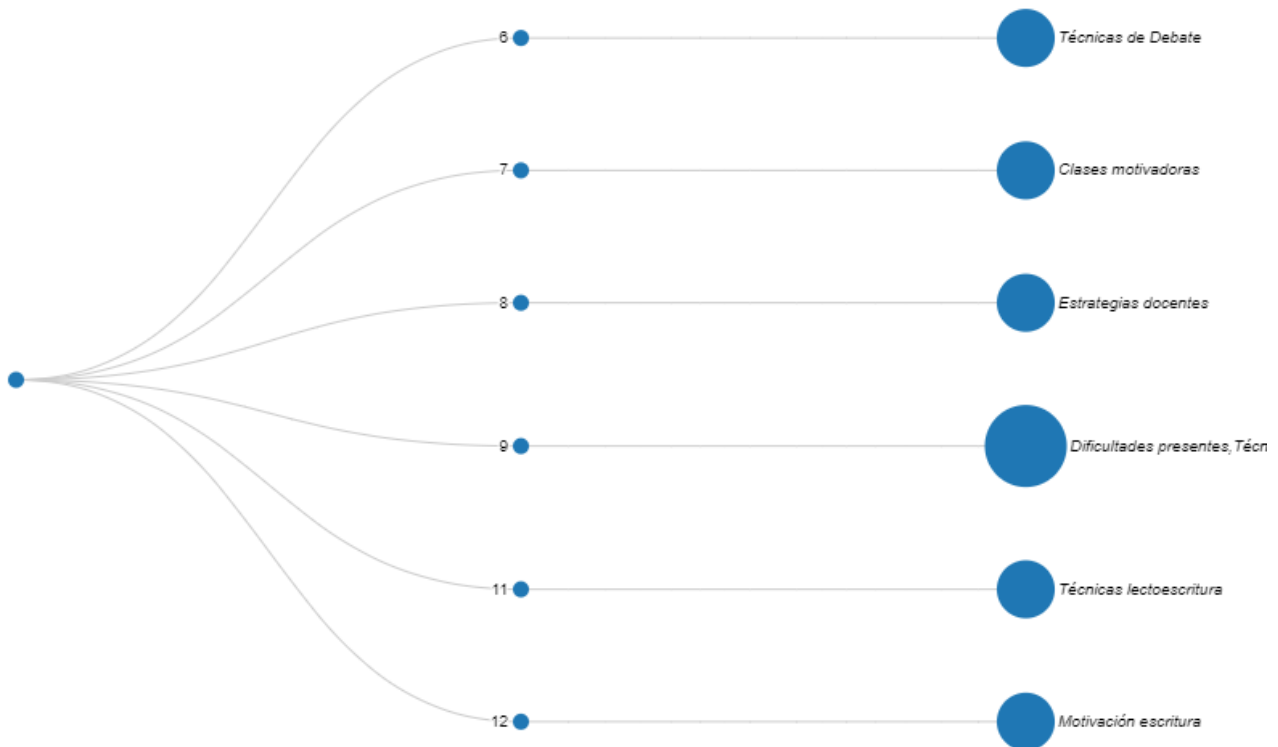 6 Técnicas de Debate
7 Clases motivadoras
8 Estrategias docentes
9 Dificultades presentes,Técn
11 Técnicas lectoescritura
12 Motivación escritura